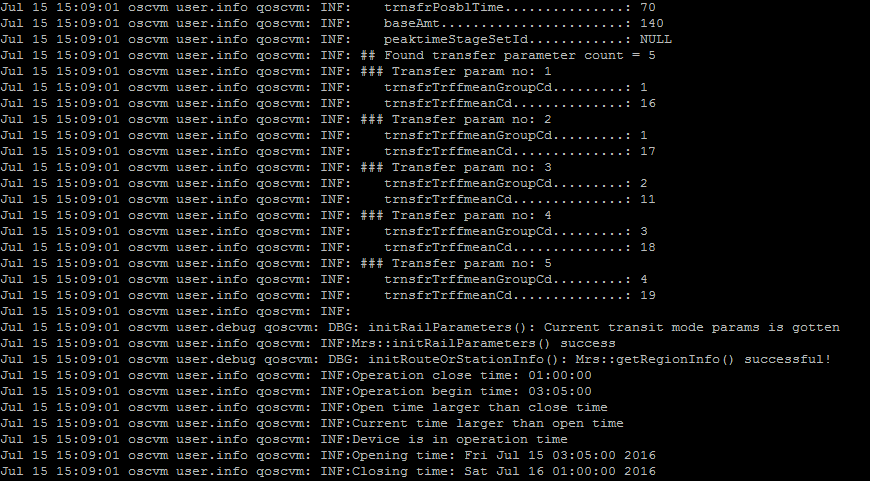 Jul 15 15:09:01 oscvm user.info qoscvm: INF:    trnsfrPosblTime...............: 70
Jul 15 15:09:01 oscvm user.info qoscvm: INF:    baseAmt.......................: 140
Jul 15 15:09:01 oscvm user.info qoscvm: INF:    peaktimeStageSetId............: NULL
Jul 15 15:09:01 oscvm user.info qoscvm: INF: ## Found transfer parameter count = 5
Jul 15 15:09:01 oscvm user.info qoscvm: INF: ### Transfer param no: 1
Jul 15 15:09:01 oscvm user.info qoscvm: INF:    trnsfrTrffmeanGroupCd.........: 1
Jul 15 15:09:01 oscvm user.info qoscvm: INF:    trnsfrTrffmeanCd..............: 16
Jul 15 15:09:01 oscvm user.info qoscvm: INF: ### Transfer param no: 2
Jul 15 15:09:01 oscvm user.info qoscvm: INF:    trnsfrTrffmeanGroupCd.........: 1
Jul 15 15:09:01 oscvm user.info qoscvm: INF:    trnsfrTrffmeanCd..............: 17
Jul 15 15:09:01 oscvm user.info qoscvm: INF: ### Transfer param no: 3
Jul 15 15:09:01 oscvm user.info qoscvm: INF:    trnsfrTrffmeanGroupCd.........: 2
Jul 15 15:09:01 oscvm user.info qoscvm: INF:    trnsfrTrffmeanCd..............: 11
Jul 15 15:09:01 oscvm user.info qoscvm: INF: ### Transfer param no: 4
Jul 15 15:09:01 oscvm user.info qoscvm: INF:    trnsfrTrffmeanGroupCd.........: 3
Jul 15 15:09:01 oscvm user.info qoscvm: INF:    trnsfrTrffmeanCd..............: 18
Jul 15 15:09:01 oscvm user.info qoscvm: INF: ### Transfer param no: 5
Jul 15 15:09:01 oscvm user.info qoscvm: INF:    trnsfrTrffmeanGroupCd.........: 4
Jul 15 15:09:01 oscvm user.info qoscvm: INF:    trnsfrTrffmeanCd..............: 19
Jul 15 15:09:01 oscvm user.info qoscvm: INF:
Jul 15 15:09:01 oscvm user.debug qoscvm: DBG: initRailParameters(): Current transit mode params is gotten
Jul 15 15:09:01 oscvm user.info qoscvm: INF:Mrs::initRailParameters() success
Jul 15 15:09:01 oscvm user.debug qoscvm: DBG: initRouteOrStationInfo(): Mrs::getRegionInfo() successful!
Jul 15 15:09:01 oscvm user.info qoscvm: INF:Operation close time: 01:00:00
Jul 15 15:09:01 oscvm user.info qoscvm: INF:Operation begin time: 03:05:00
Jul 15 15:09:01 oscvm user.info qoscvm: INF:Open time larger than close time
Jul 15 15:09:01 oscvm user.info qoscvm: INF:Current time larger than open time
Jul 15 15:09:01 oscvm user.info qoscvm: INF:Device is in operation time
Jul 15 15:09:01 oscvm user.info qoscvm: INF:Opening time: Fri Jul 15 03:05:00 2016
Jul 15 15:09:01 oscvm user.info qoscvm: INF:Closing time: Sat Jul 16 01:00:00 2016